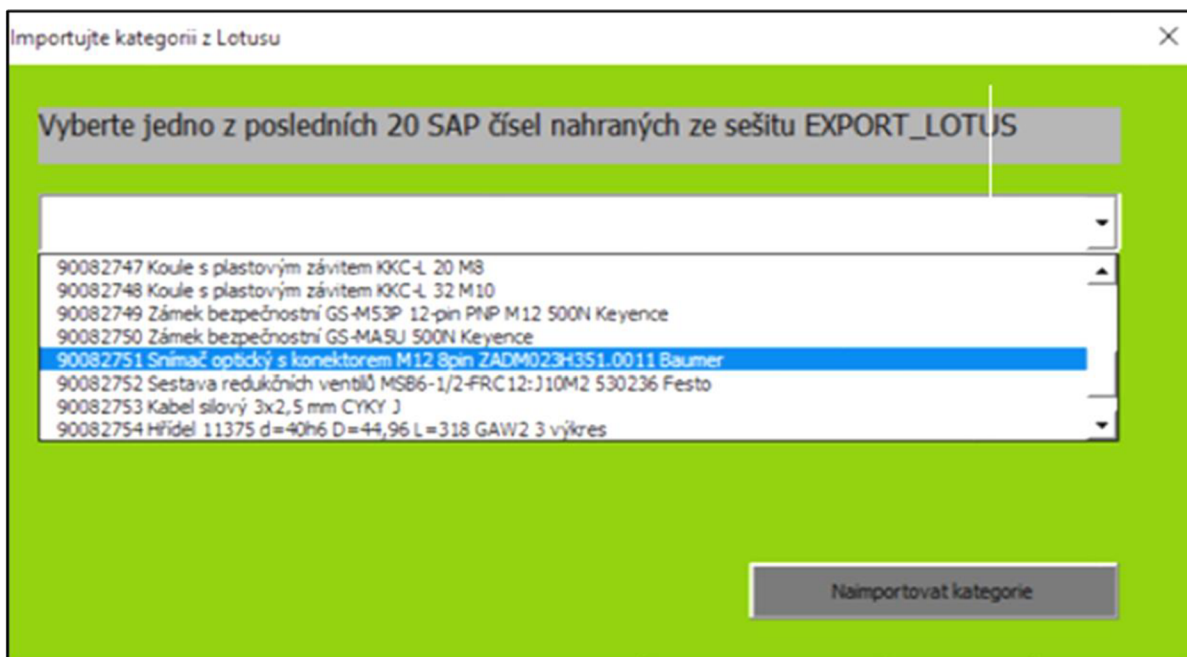 Importujte kategorii z Lotusu
Vyberte jedno z posledních 20 SAP čísel nahraných ze sešitu EXPORT_LOTUS
90082747 Koule s plastovým závitem KKC-L 20 M8
90082748 Koule s plastovým závitem KKC-L 32 M10
90082749 Zámek bezpečnostní GS-M53P 12-pin PNP M12 500N Keyence
90082750 Zámek bezpečnostní GS-MA5U 500N Keyence
90082751 Snímač optický s konektorem M12 8pin ZADM023H351.0011 Baumer
90082752 Sestava redukčních ventilů MSB6-1/2-FRC12:J10M2 530236 Festo
90082753 Kabel silový 3x2,5 mm CYKY J
90082754 Hřídel 11375 d=40h6 D=44,96 L=318 GAW2 3 výkres
Naimportovat kategorie